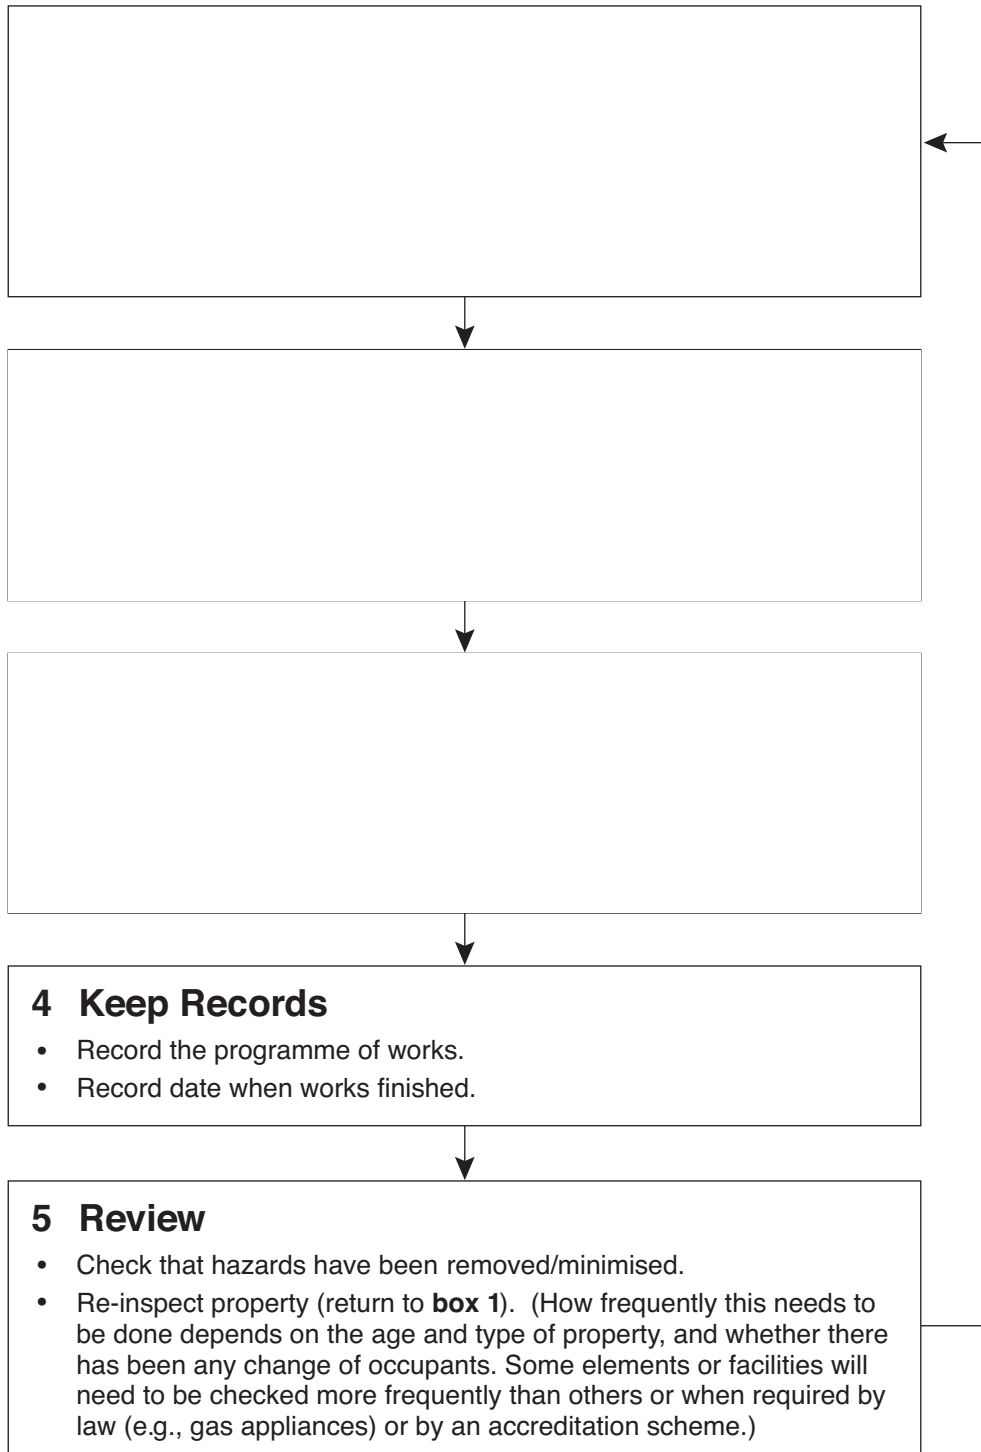 4 Keep Records
• Record the programme of works.
• Record date when works finished.
5 Review
• Check that hazards have been removed/minimised.
• Re-inspect property (return to box 1). (How frequently this needs to
be done depends on the age and type of property, and whether there
has been any change of occupants. Some elements or facilities will
need to be checked more frequently than others or when required by
law (e.g., gas appliances) or by an accreditation scheme.)